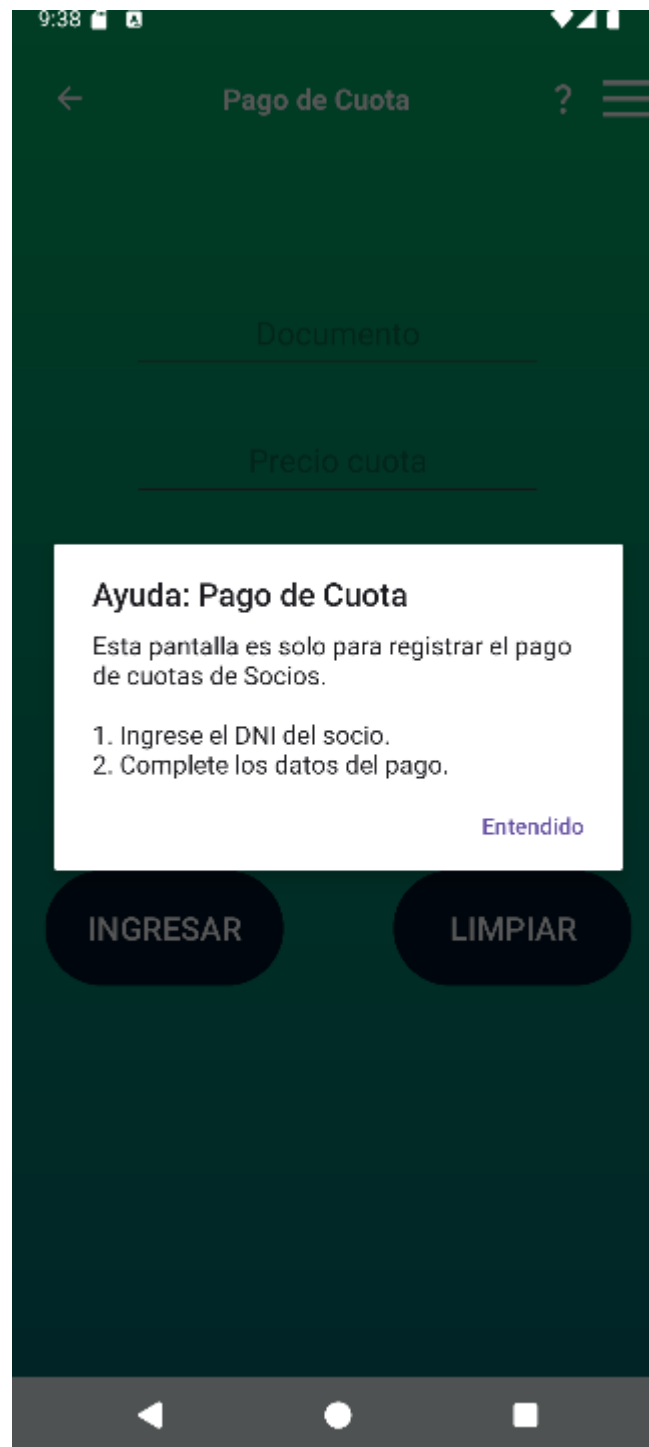 9:38
Pago de Cuota ?
Documento
Precio cuota
Ayuda: Pago de Cuota
Esta pantalla es solo para registrar el pago
de cuotas de Socios.
1. Ingrese el DNI del socio.
2. Complete los datos del pago.
Entendido
INGRESAR LIMPIAR